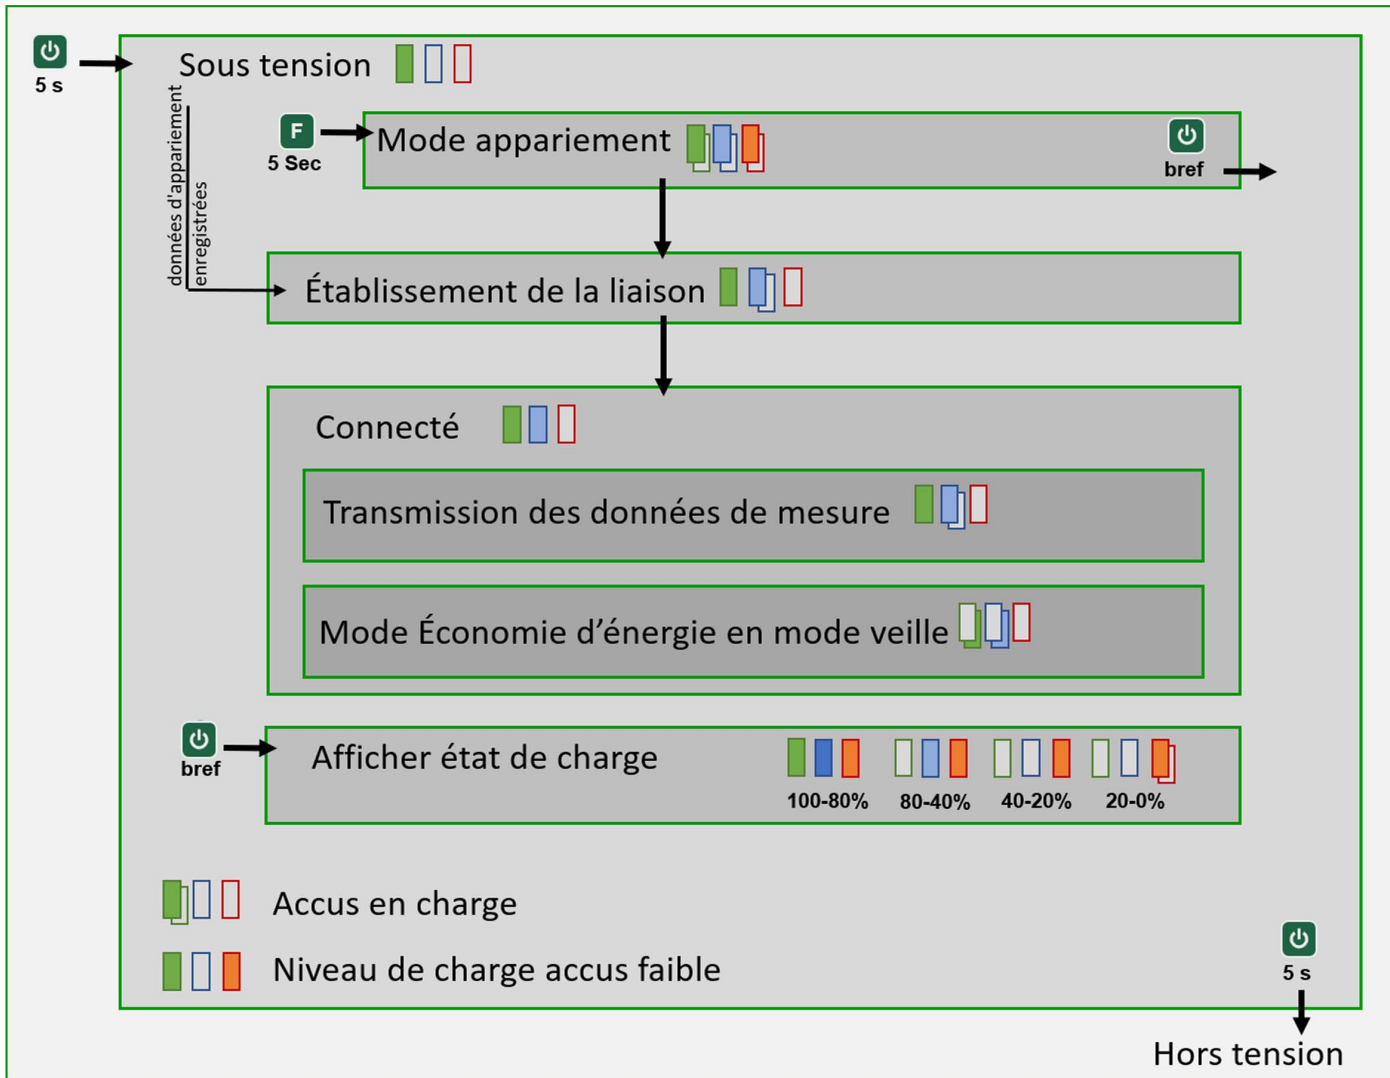 5 s
Sous tension
données d'appariement
enregistrées
F
5 Sec
Mode appariement
bref
Établissement de la liaison
Connecté
Transmission des données de mesure
Mode Économie d’énergie en mode veille
bref
Afficher état de charge
100-80%
80-40%
40-20%
20-0%
Accus en charge
Niveau de charge accus faible
5 s
Hors tension